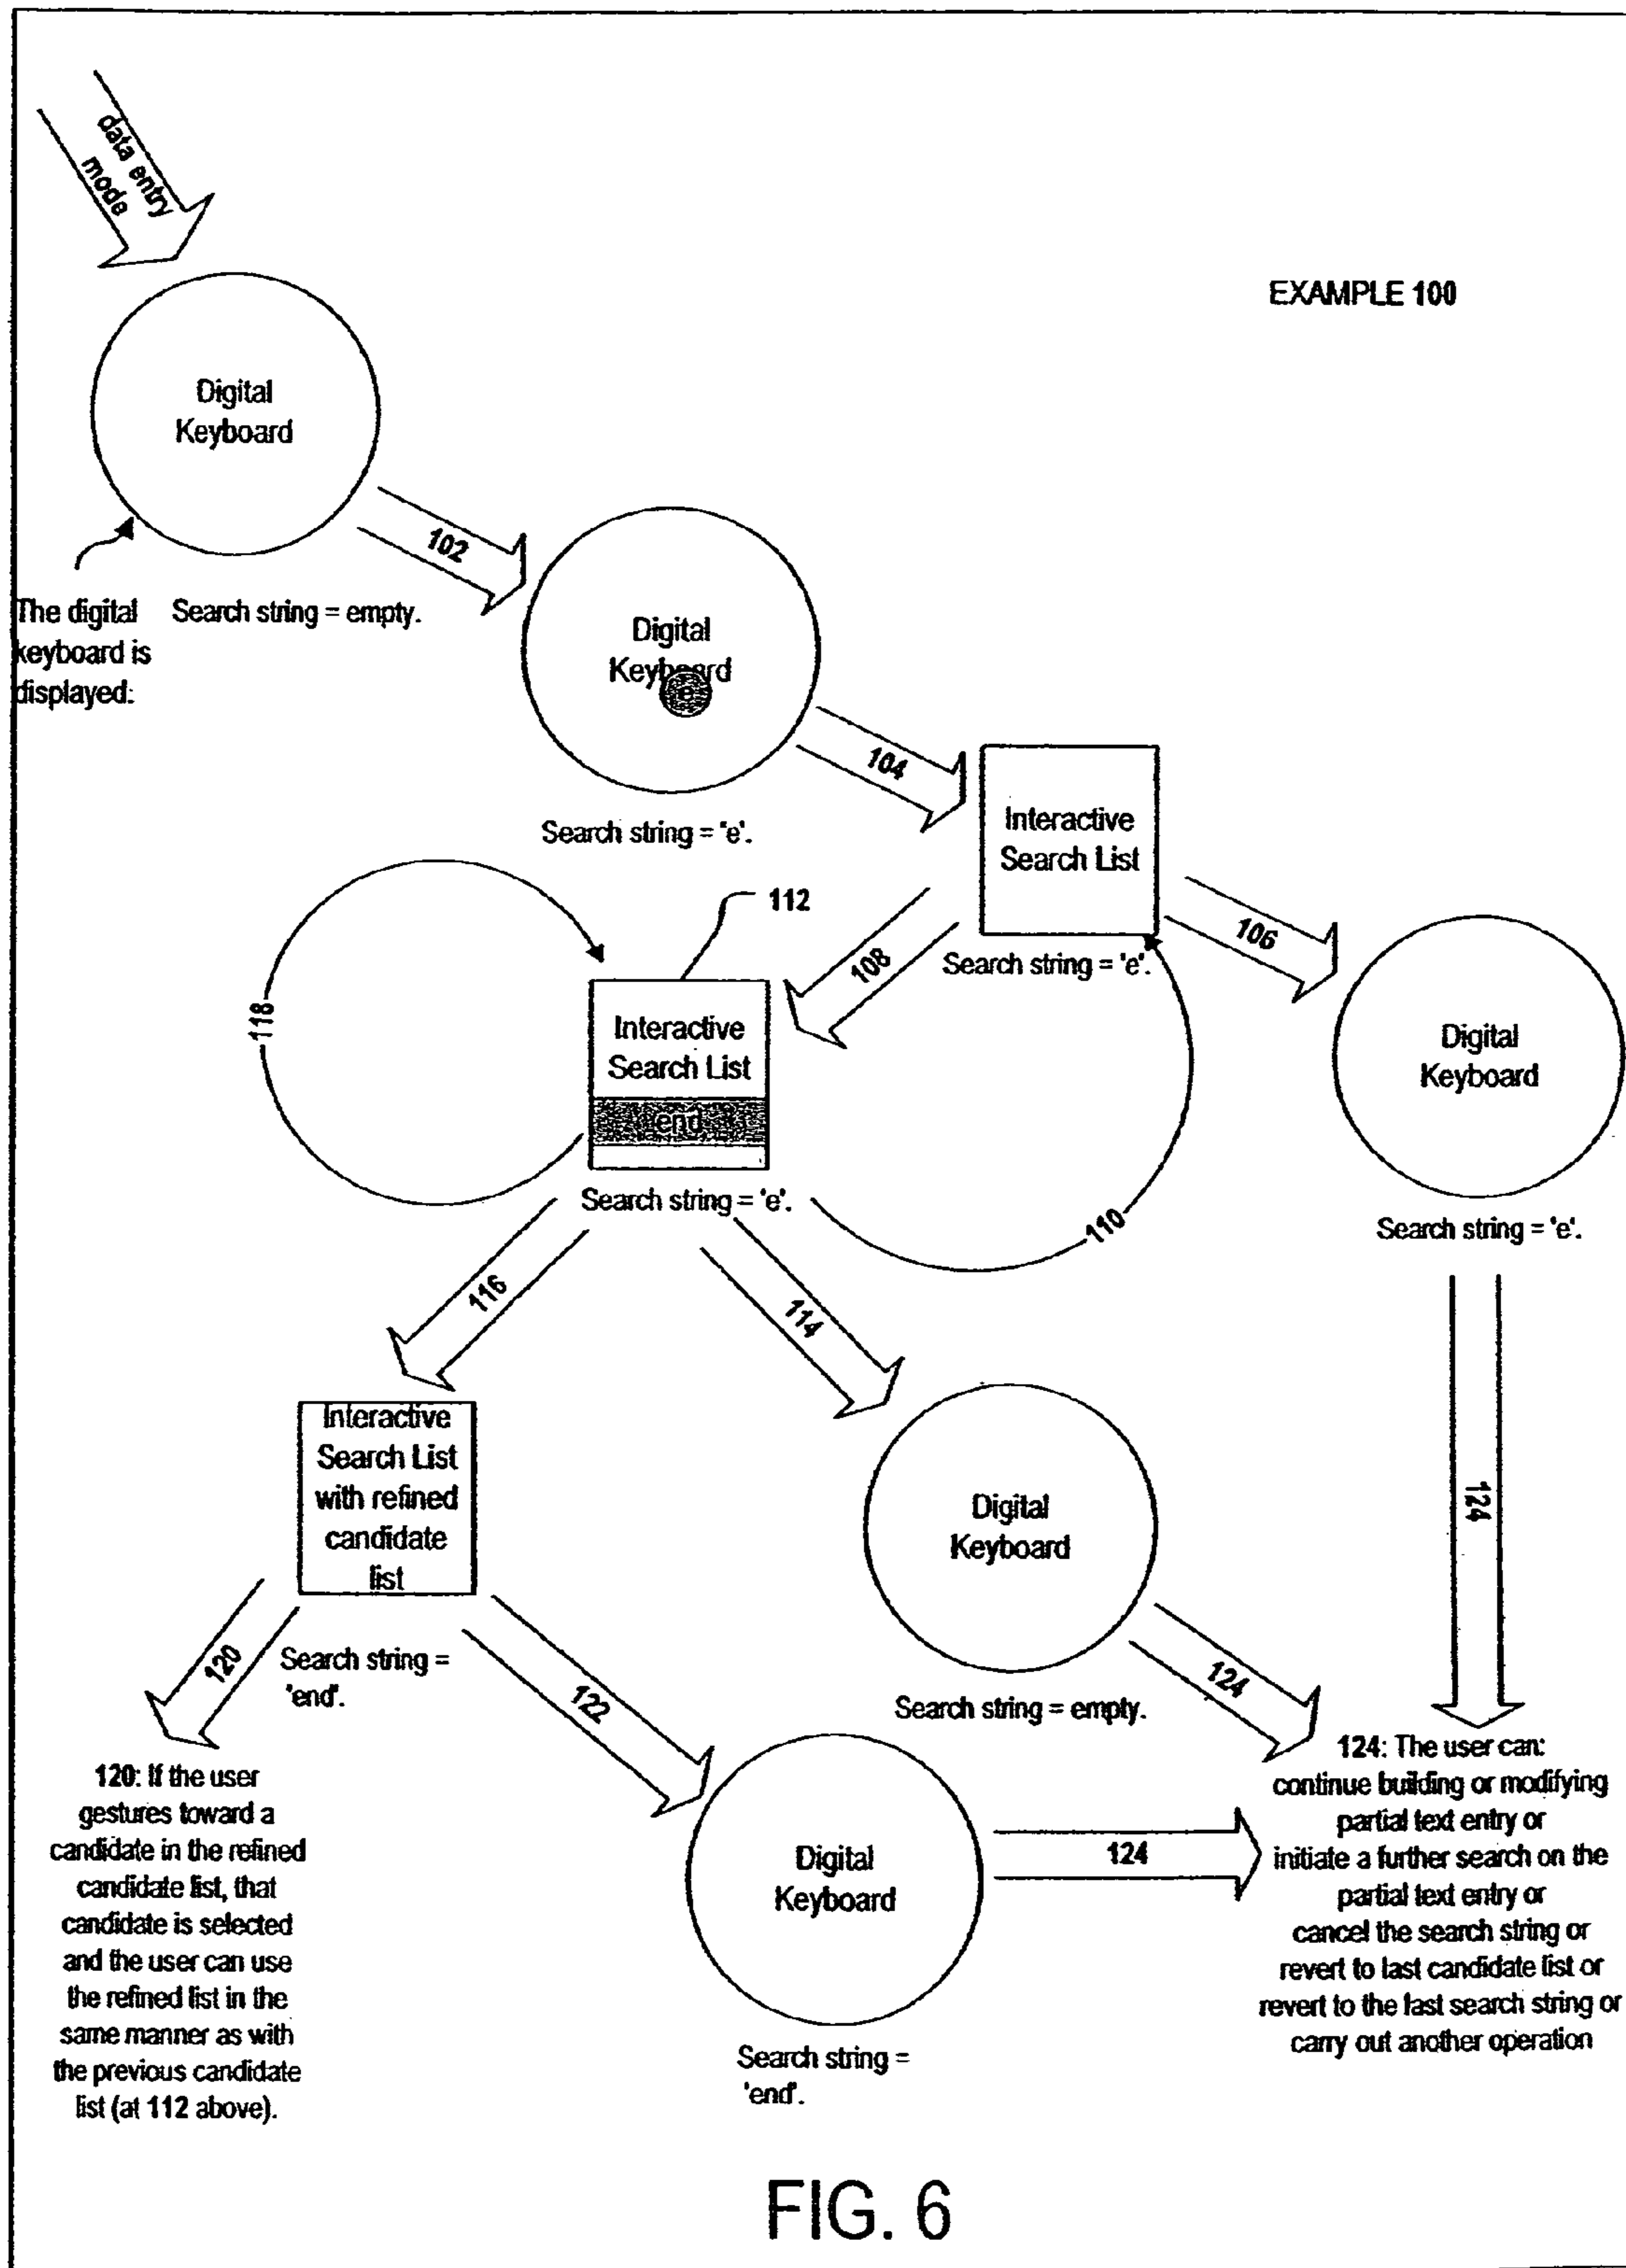 data entry
mode
EXAMPLE 100
Digital
Keyboard
102
The digital
keyboard is
displayed:
Search string = empty.
Digital
Keyboard
e
104
Search string = 'e'.
Interactive
Search List
112
108
Search string = 'e'.
106
118
Interactive
Search List
end
Digital
Keyboard
Search string = 'e'.
110
Search string = 'e'.
116
114
Interactive
Search List
with refined
candidate
list
Digital
Keyboard
124
120
Search string =
'end'.
122
124
Search string = empty.
120: If the user
gestures toward a
candidate in the refined
candidate list, that
candidate is selected
and the user can use
the refined list in the
same manner as with
the previous candidate
list (at 112 above).
Digital
Keyboard
124
Search string =
'end'.
124: The user can:
continue building or modifying
partial text entry or
initiate a further search on the
partial text entry or
cancel the search string or
revert to last candidate list or
revert to the last search string or
carry out another operation
FIG. 6